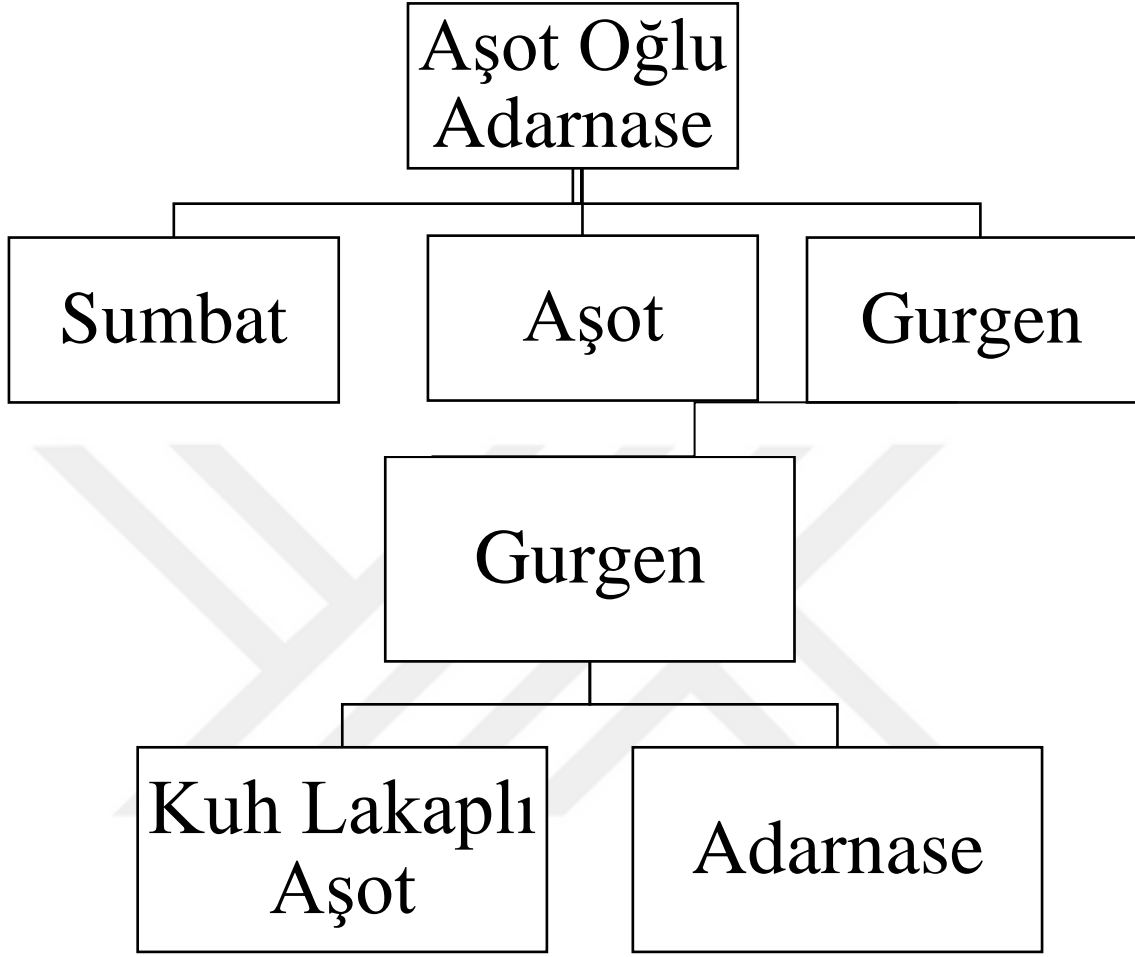 Aşot Oğlu
Adarnase
Sumbat
Aşot
Gurgen
Gurgen
Kuh Lakaplı
Aşot
Adarnase